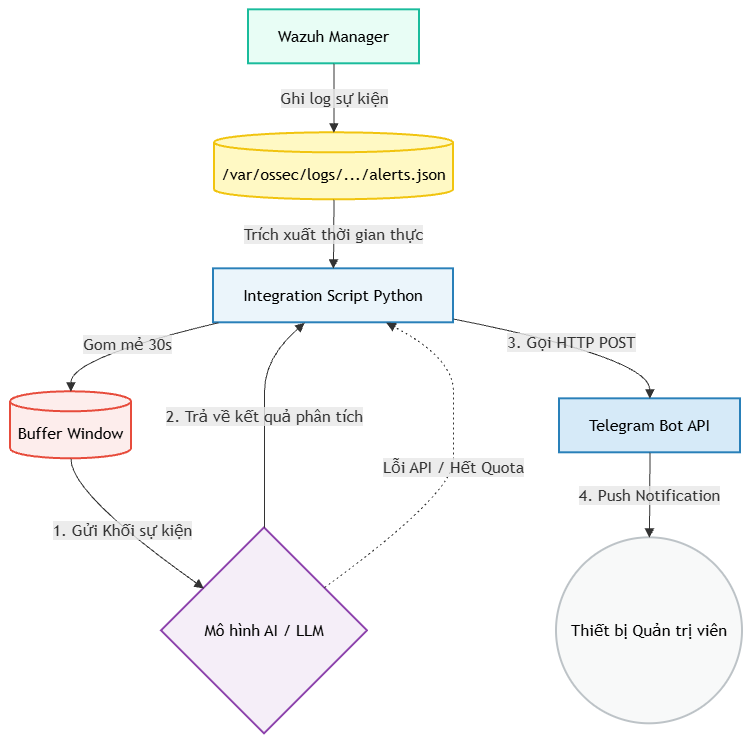 Wazuh Manager
Ghi log sự kiện
/var/ossec/logs/.../alerts.json
Trích xuất thời gian thực
Integration Script Python
Gom mẻ 30s
3. Gọi HTTP POST
2. Trả về kết quả phân tích
Buffer Window
Telegram Bot API
Lỗi API / Hết Quota
4. Push Notification
1. Gửi Khối sự kiện
Mô hình AI / LLM
Thiết bị Quản trị viên